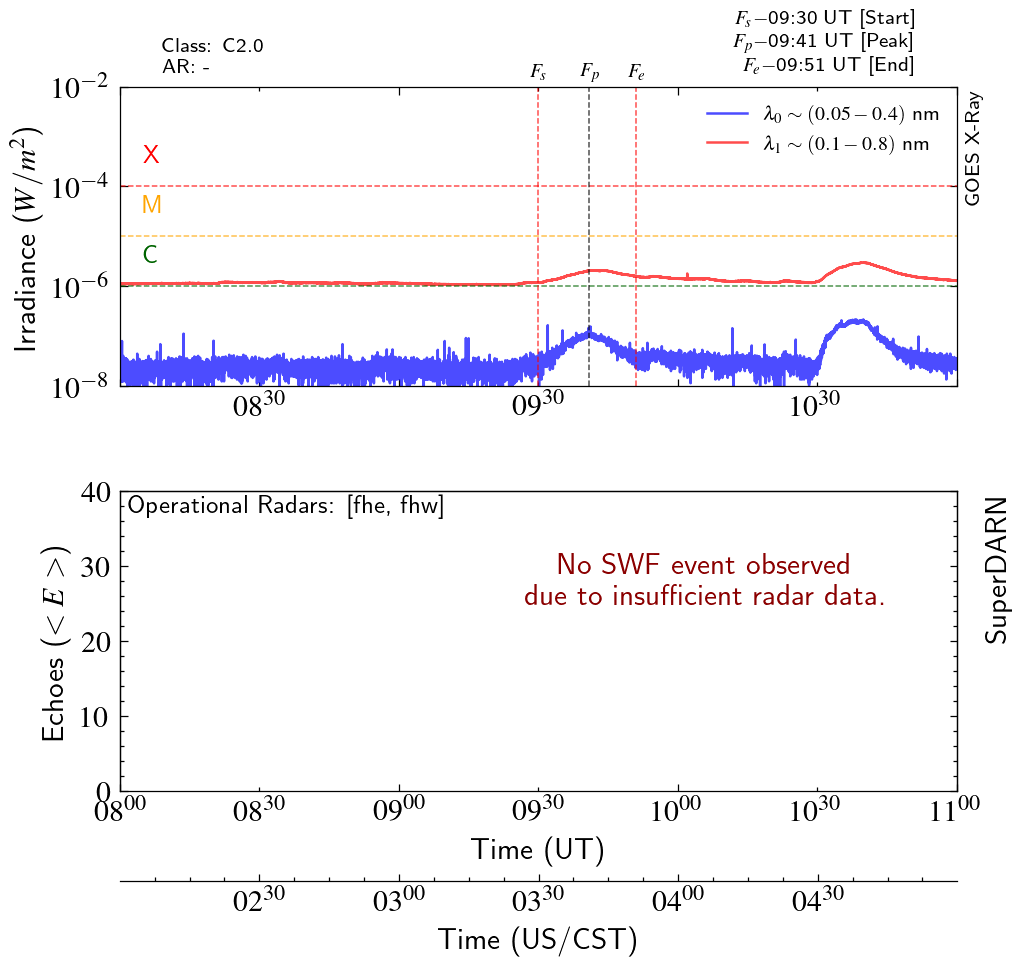 Class: C2.0
AR: -
Fs−09:30 UT [Start]
Fp−09:41 UT [Peak]
Fe−09:51 UT [End]
Fs Fp Fe
10−2
10−4
10−6
10−8
Irradiance (W/m2)
X
M
C
λ0 ∼ (0.05 − 0.4) nm
λ1 ∼ (0.1 − 0.8) nm
GOES X-Ray
0830 0930 1030
Operational Radars: [fhe, fhw]
No SWF event observed
due to insufficient radar data.
40
30
20
10
0
Echoes (< E >)
SuperDARN
0800 0830 0900 0930 1000 1030 1100
Time (UT)
0230 0300 0330 0400 0430
Time (US/CST)